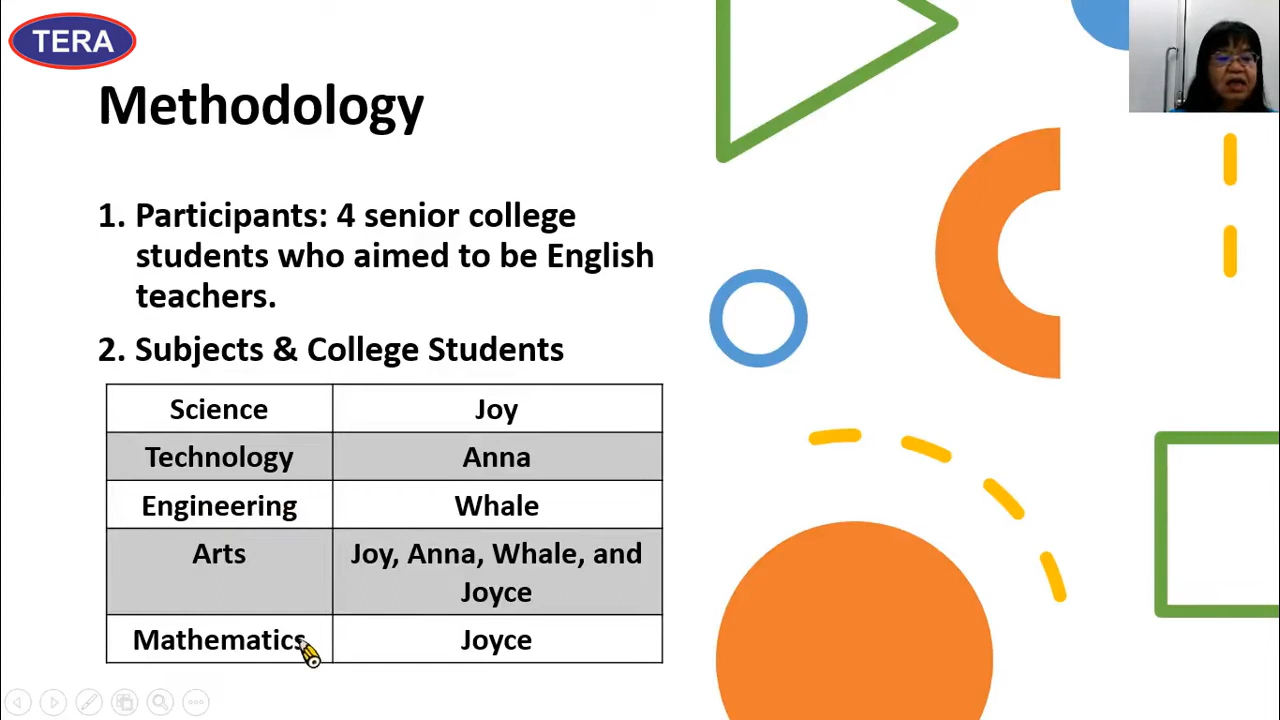 TERA
Methodology
1. Participants: 4 senior college
students who aimed to be English
teachers.
2. Subjects & College Students
Science Joy
Technology Anna
Engineering Whale
Arts Joy, Anna, Whale, and
Joyce
Mathematics Joyce